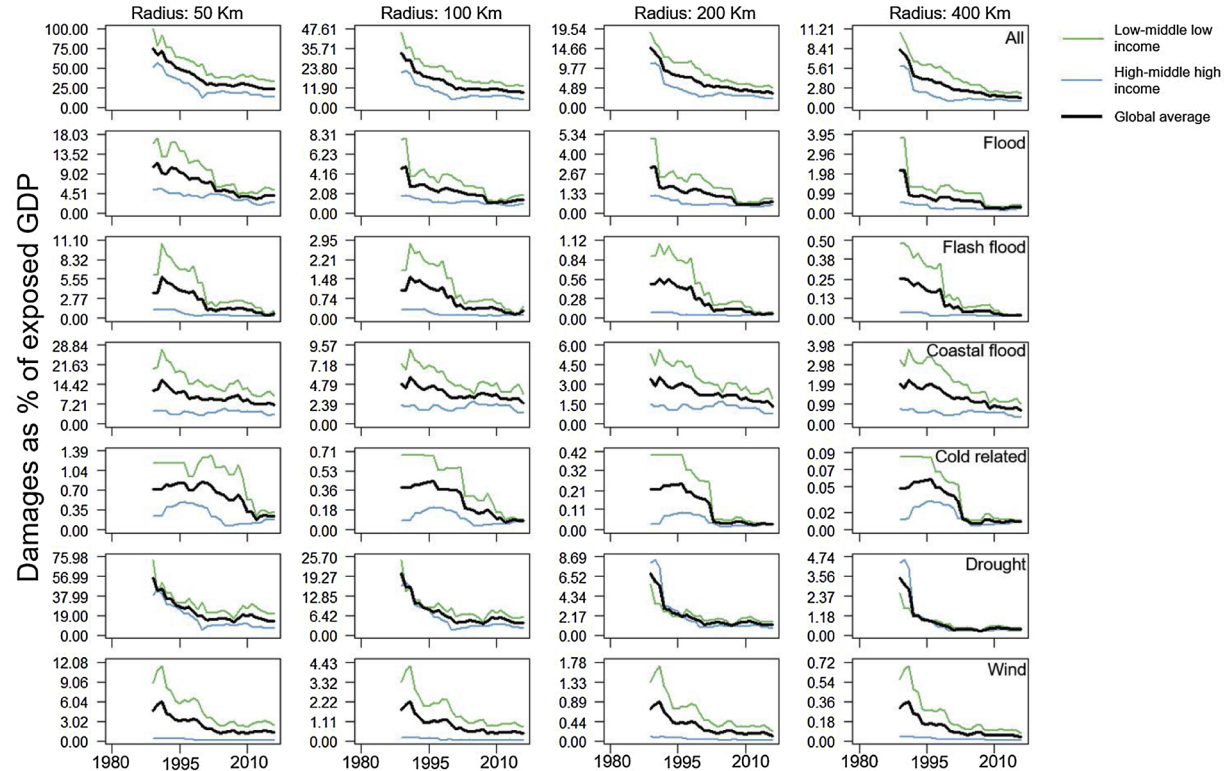 Radius: 50 Km Radius: 100 Km Radius: 200 Km Radius: 400 Km
Low-middle low
income
High-middle high
income
Global average
Damages as % of exposed GDP
100.00 47.61 19.54 11.21 All
75.00 35.71 14.66 8.41
50.00 23.80 9.77 5.61
25.00 11.90 4.89 2.80
0.00 0.00 0.00 0.00
18.03 8.31 5.34 3.95 Flood
13.52 6.23 4.00 2.96
9.02 4.16 2.67 1.98
4.51 2.08 1.33 0.99
0.00 0.00 0.00 0.00
11.10 2.95 1.12 0.50 Flash flood
8.32 2.21 0.84 0.38
5.55 1.48 0.56 0.25
2.77 0.74 0.28 0.13
0.00 0.00 0.00 0.00
28.84 9.57 6.00 3.98 Coastal flood
21.63 7.18 4.50 2.98
14.42 4.79 3.00 1.99
7.21 2.39 1.50 0.99
0.00 0.00 0.00 0.00
1.39 0.71 0.42 0.09 Cold related
1.04 0.53 0.32 0.07
0.70 0.36 0.21 0.05
0.35 0.18 0.11 0.02
0.00 0.00 0.00 0.00
75.98 25.70 8.69 4.74 Drought
56.99 19.27 6.52 3.56
37.99 12.85 4.34 2.37
19.00 6.42 2.17 1.18
0.00 0.00 0.00 0.00
12.08 4.43 1.78 0.72 Wind
9.06 3.32 1.33 0.54
6.04 2.22 0.89 0.36
3.02 1.11 0.44 0.18
0.00 0.00 0.00 0.00
1980 1995 2010 1980 1995 2010 1980 1995 2010 1980 1995 2010